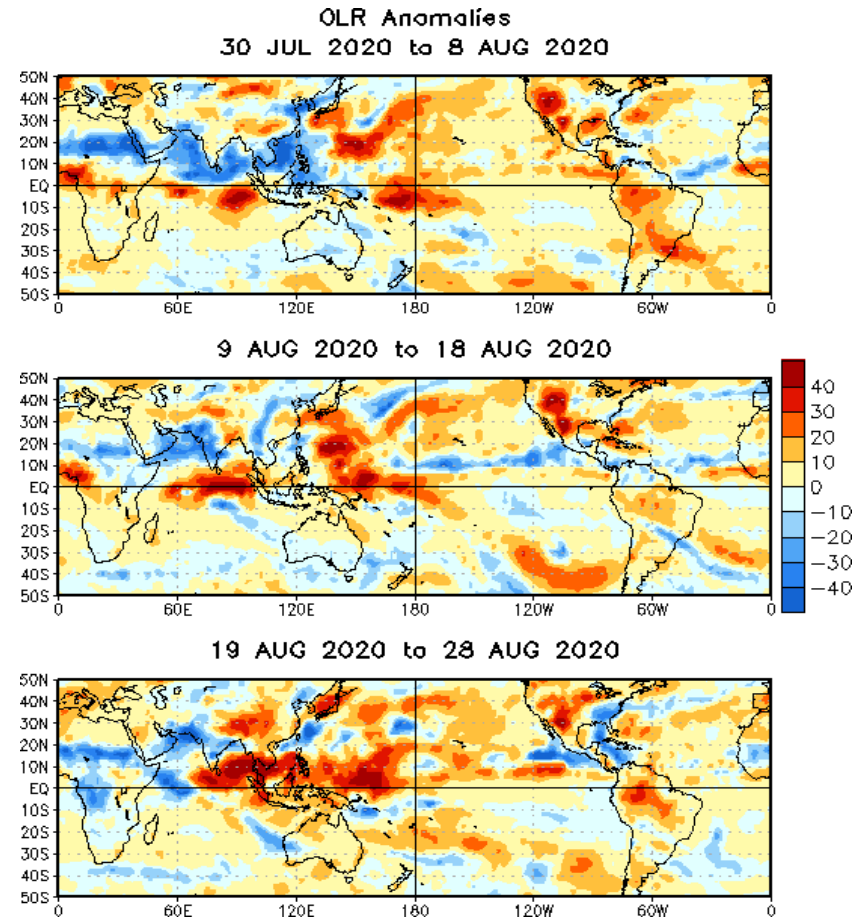 OLR Anomalies
30 JUL 2020 to 8 AUG 2020
50N
40N
30N
20N
10N
EQ
10S
20S
30S
40S
50S
0 60E 120E 180 120W 60W 0
9 AUG 2020 to 18 AUG 2020
50N
40N
30N
20N
10N
EQ
10S
20S
30S
40S
50S
0 60E 120E 180 120W 60W 0
40
30
20
10
0
-10
-20
-30
-40
19 AUG 2020 to 28 AUG 2020
50N
40N
30N
20N
10N
EQ
10S
20S
30S
40S
50S
0 60E 120E 180 120W 60W 0